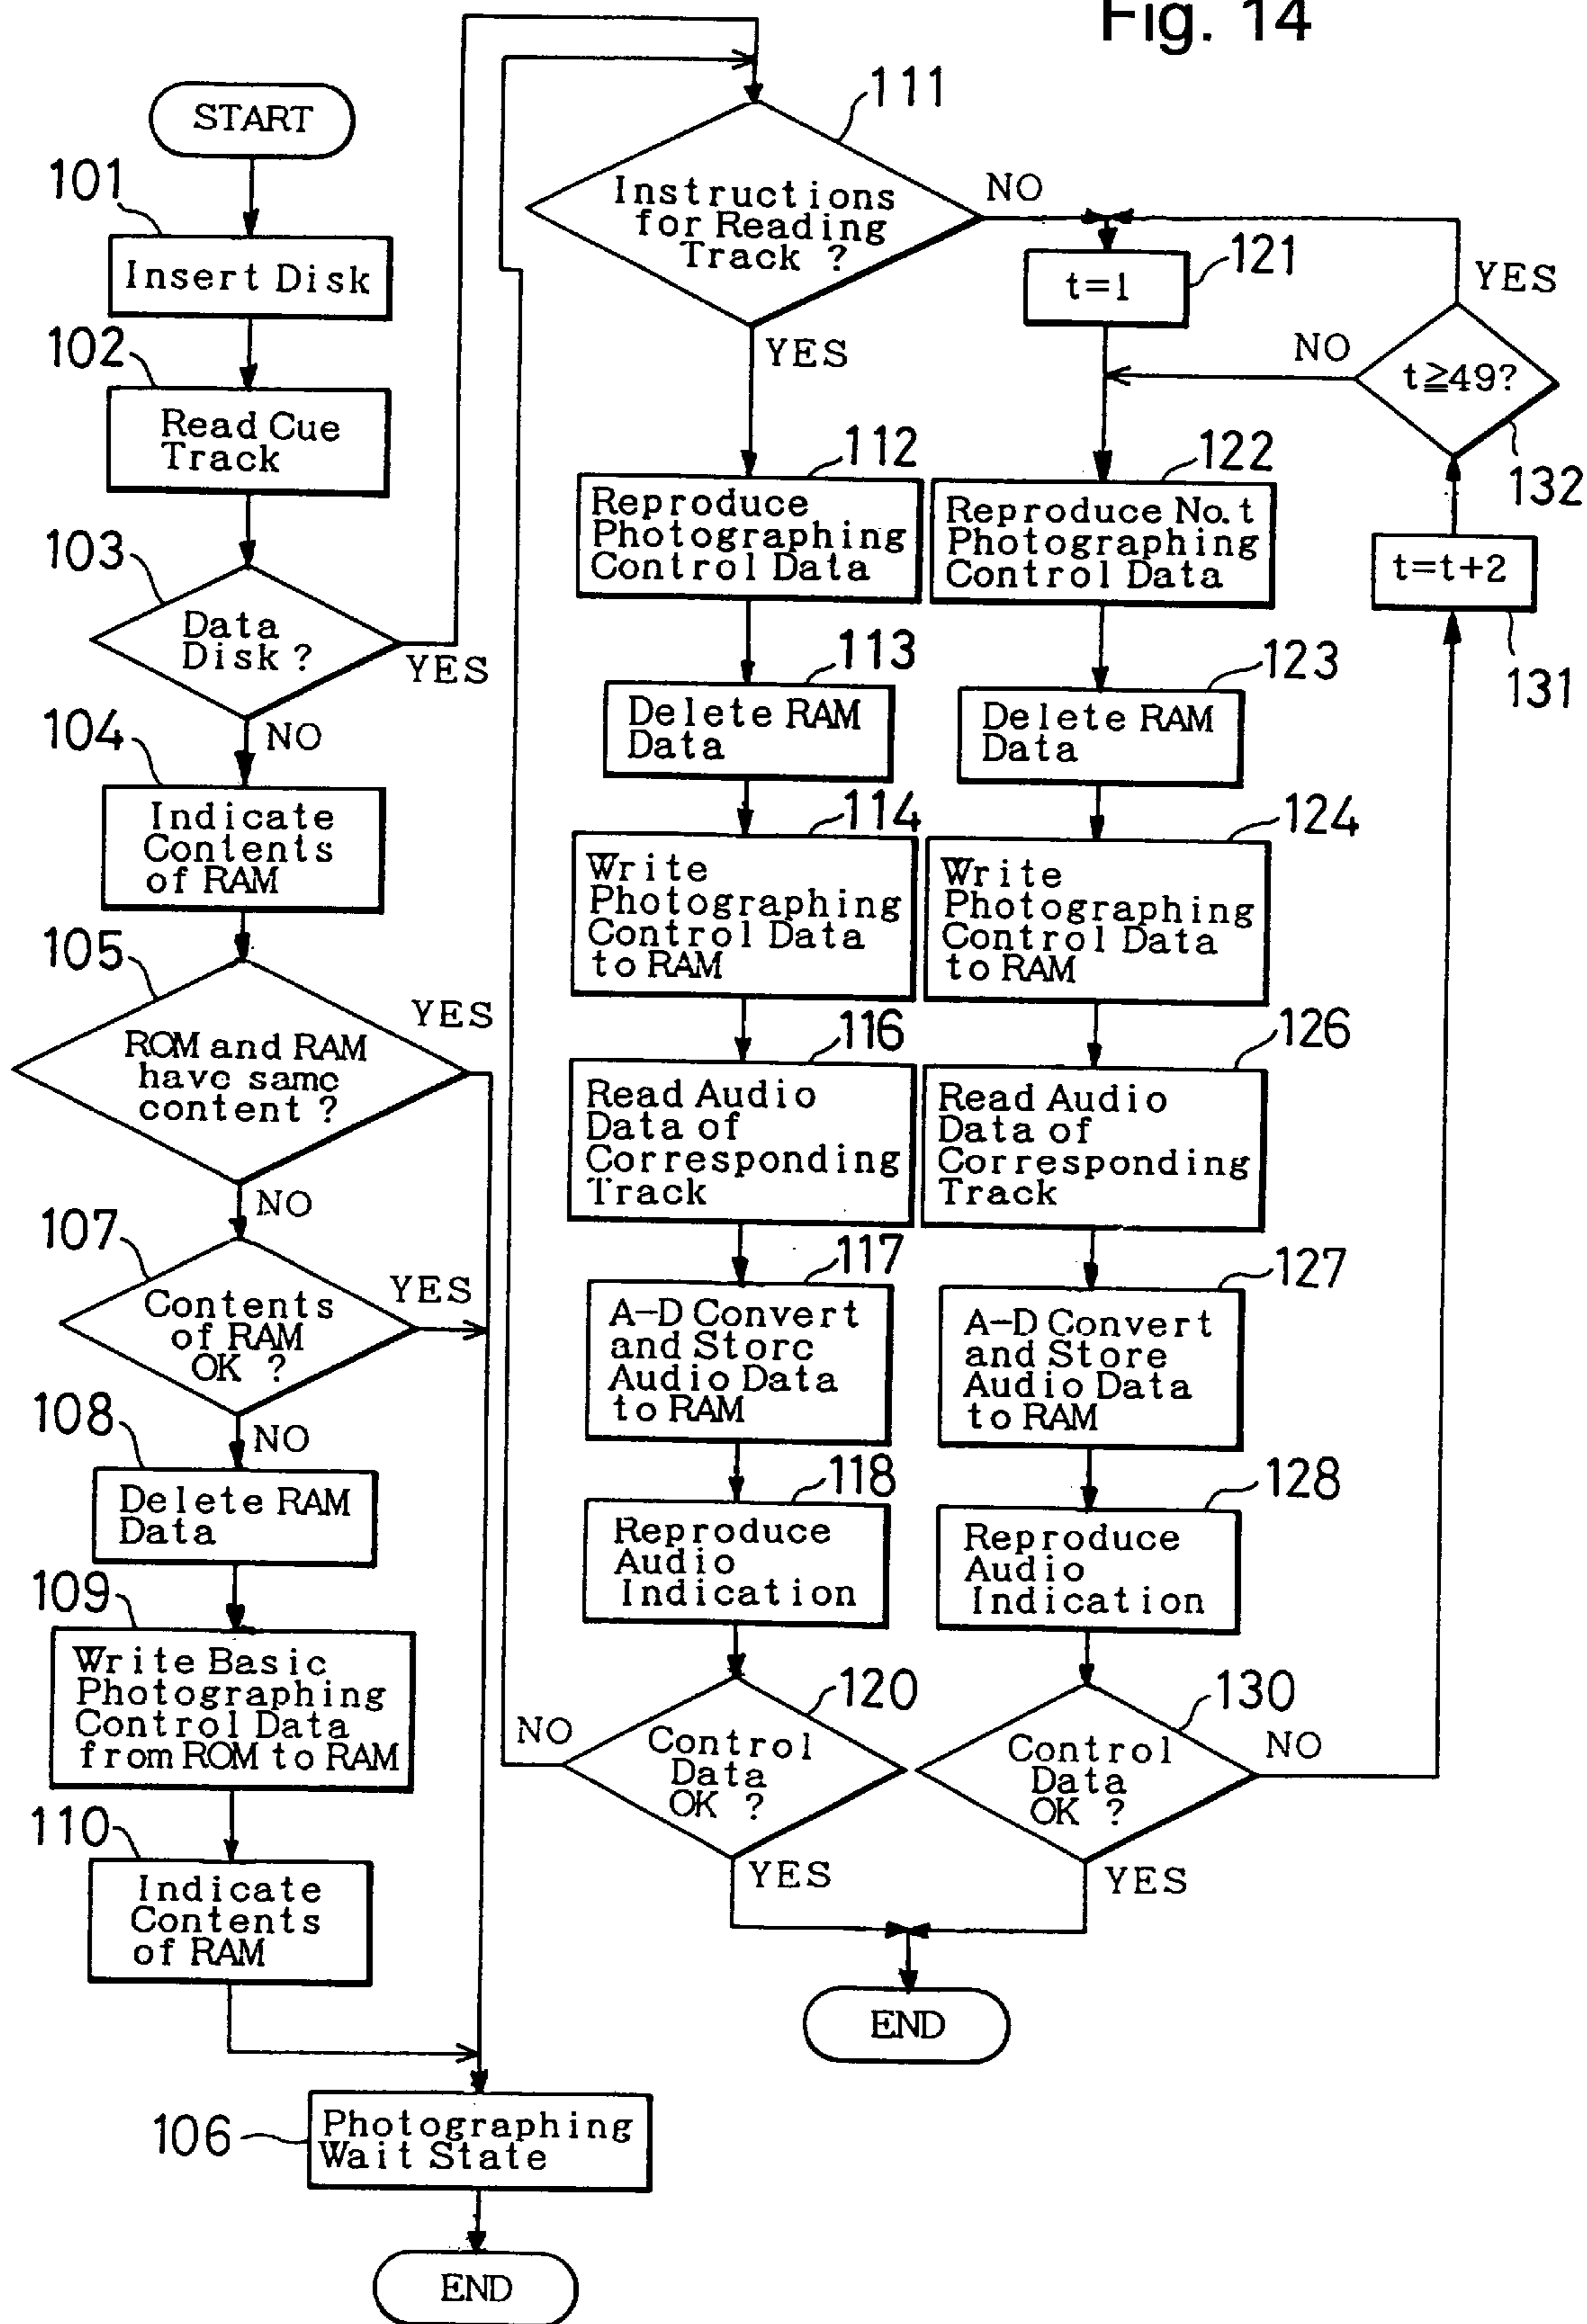 Fig. 14
START
101
Insert Disk
102
Read Cue
Track
103
Data
Disk ?
YES
NO
104
Indicate
Contents
of RAM
105
ROM and RAM
have same
content ?
YES
NO
107
Contents
of RAM
OK ?
YES
NO
108
Delete RAM
Data
109
Write Basic
Photographing
Control Data
from ROM to RAM
110
Indicate
Contents
of RAM
106
Photographing
Wait State
END
111
Instructions
for Reading
Track ?
NO
YES
112
Reproduce
Photographing
Control Data
113
Delete RAM
Data
114
Write
Photographing
Control Data
to RAM
116
Read Audio
Data of
Corresponding
Track
117
A-D Convert
and Store
Audio Data
to RAM
118
Reproduce
Audio
Indication
120
Control
Data
OK ?
NO
YES
121
t=1
122
Reproduce No.t
Photographing
Control Data
123
Delete RAM
Data
124
Write
Photographing
Control Data
to RAM
126
Read Audio
Data of
Corresponding
Track
127
A-D Convert
and Store
Audio Data
to RAM
128
Reproduce
Audio
Indication
130
Control
Data
OK ?
NO
YES
END
131
t=t+2
132
t≧49?
NO
YES